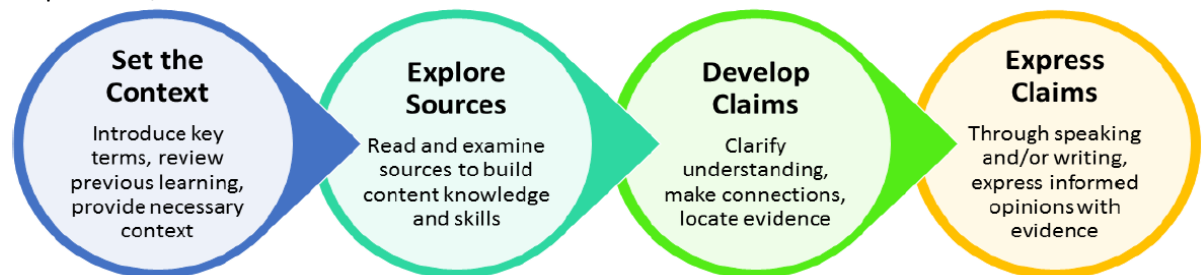 Set the
Context
Introduce key
terms, review
previous learning,
provide necessary
context
Explore
Sources
Read and examine
sources to build
content knowledge
and skills
Develop
Claims
Clarify
understanding,
make connections,
locate evidence
Express
Claims
Through speaking
and/or writing,
express informed
opinions with
evidence